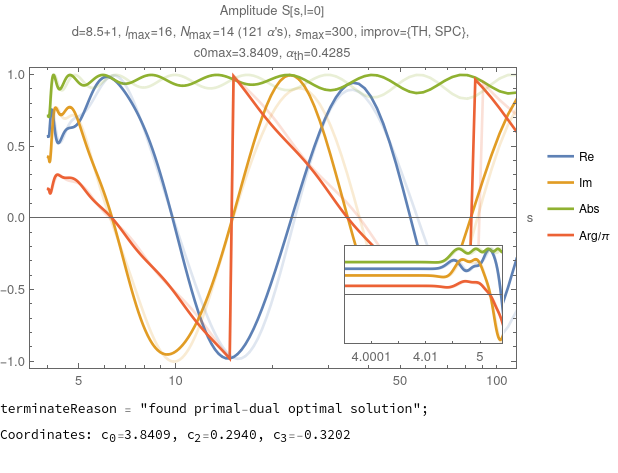 Amplitude S[s,l=0]
d=8.5+1, lmax=16, Nmax=14 (121 α's), smax=300, improv={TH, SPC},
c0max=3.8409, αth=0.4285
1.0
0.5
0.0
-0.5
-1.0
5 10 50 100
s
Re
Im
Abs
Arg/π
4.0001 4.01 5
terminateReason = "found primal-dual optimal solution";
Coordinates: c0=3.8409, c2=0.2940, c3=-0.3202